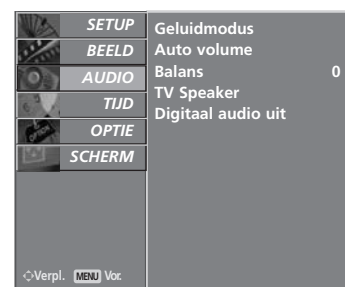 SETUP
BEELD
AUDIO
TIJD
OPTIE
SCHERM
Geluidmodus
Auto volume
Balans 0
TV Speaker
Digitaal audio uit
Verpl. MENU Vor.